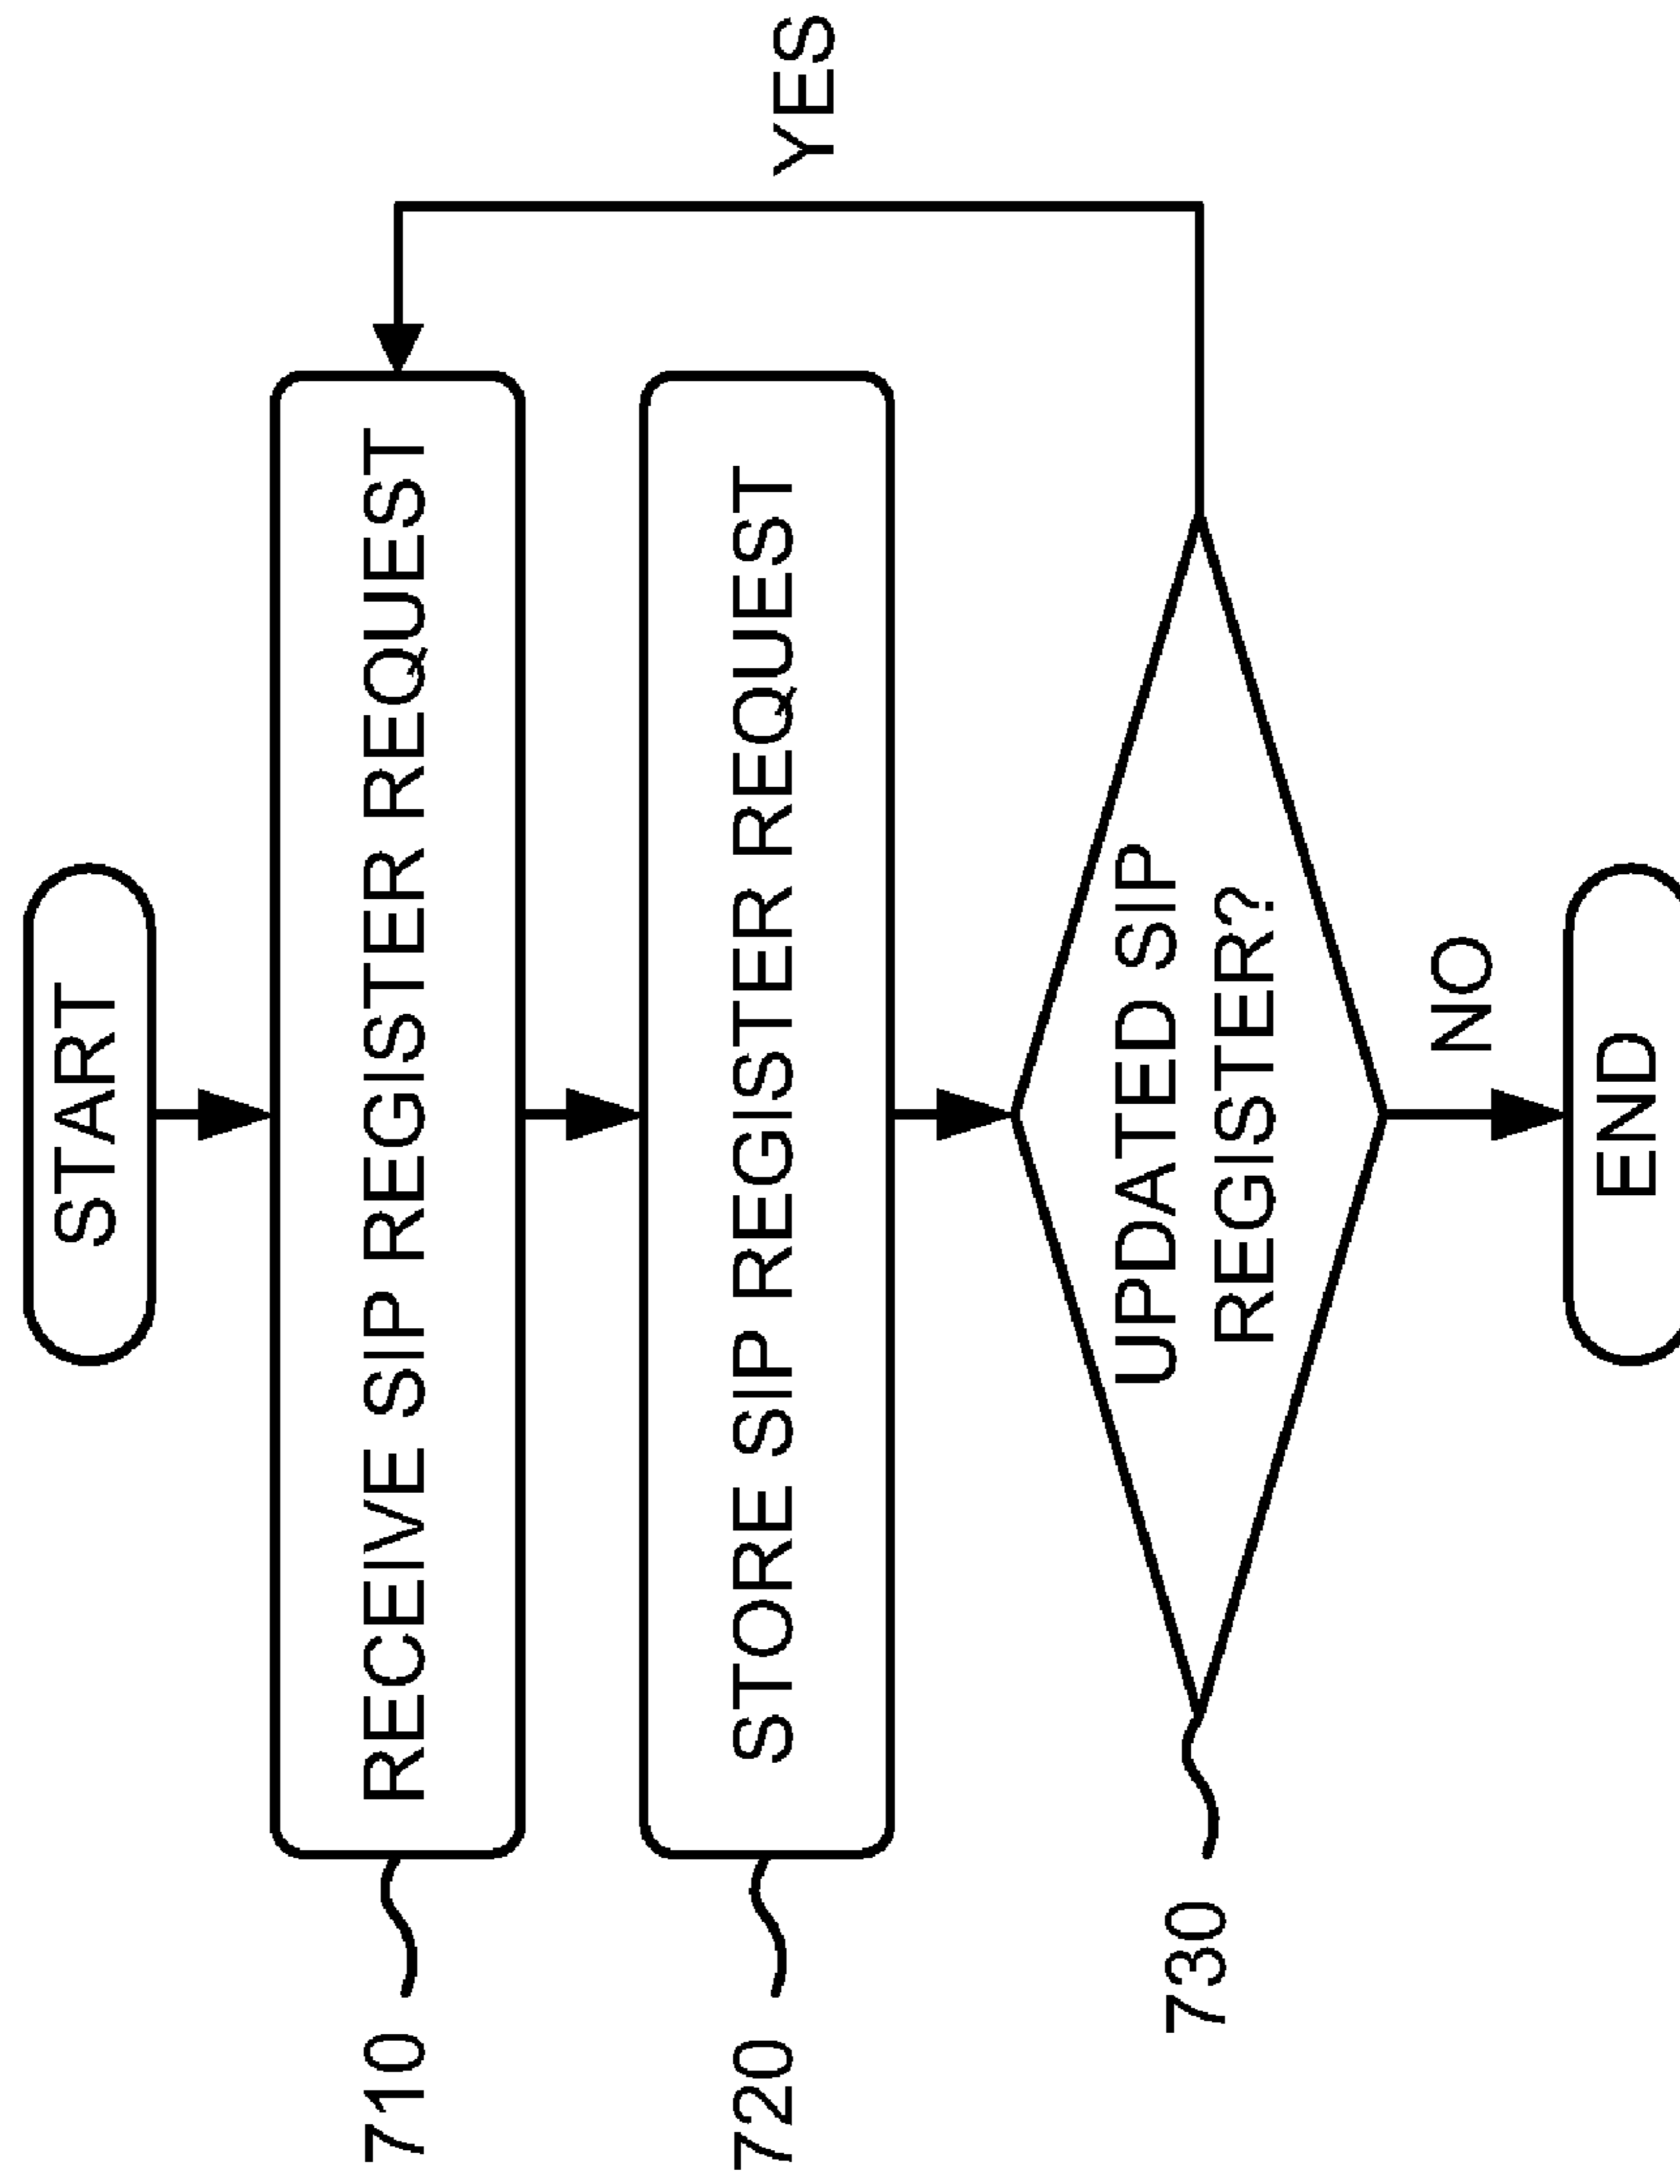 START
710
RECEIVE SIP REGISTER REQUEST
720
STORE SIP REGISTER REQUEST
730
UPDATED SIP
REGISTER?
YES
NO
END